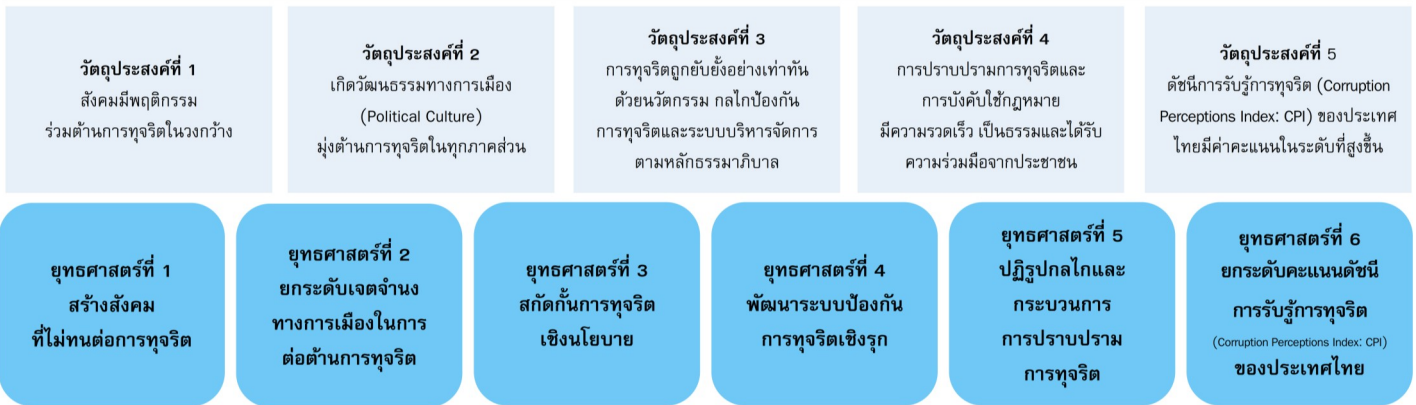 วัตถุประสงค์ที่ 1
สังคมมีพฤติกรรม
ร่วมต้านการทุจริตในวงกว้าง
วัตถุประสงค์ที่ 2
เกิดวัฒนธรรมทางการเมือง
(Political Culture)
มุ่งต้านการทุจริตในทุกภาคส่วน
วัตถุประสงค์ที่ 3
การทุจริตถูกยับยั้งอย่างเท่าทัน
ด้วยนวัตกรรม กลไกป้องกัน
การทุจริตและระบบบริหารจัดการ
ตามหลักธรรมาภิบาล
วัตถุประสงค์ที่ 4
การปราบปรามการทุจริตและ
การบังคับใช้กฎหมาย
มีความรวดเร็ว เป็นธรรมและได้รับ
ความร่วมมือจากประชาชน
วัตถุประสงค์ที่ 5
ดัชนีการรับรู้การทุจริต (Corruption
Perceptions Index: CPI) ของประเทศ
ไทยมีค่าคะแนนในระดับที่สูงขึ้น
ยุทธศาสตร์ที่ 1
สร้างสังคม
ที่ไม่ทนต่อการทุจริต
ยุทธศาสตร์ที่ 2
ยกระดับเจตจำนง
ทางการเมืองในการ
ต่อต้านการทุจริต
ยุทธศาสตร์ที่ 3
สกัดกั้นการทุจริต
เชิงนโยบาย
ยุทธศาสตร์ที่ 4
พัฒนาระบบป้องกัน
การทุจริตเชิงรุก
ยุทธศาสตร์ที่ 5
ปฏิรูปกลไกและ
กระบวนการ
การปราบปราม
การทุจริต
ยุทธศาสตร์ที่ 6
ยกระดับคะแนนดัชนี
การรับรู้การทุจริต
(Corruption Perceptions Index: CPI)
ของประเทศไทย